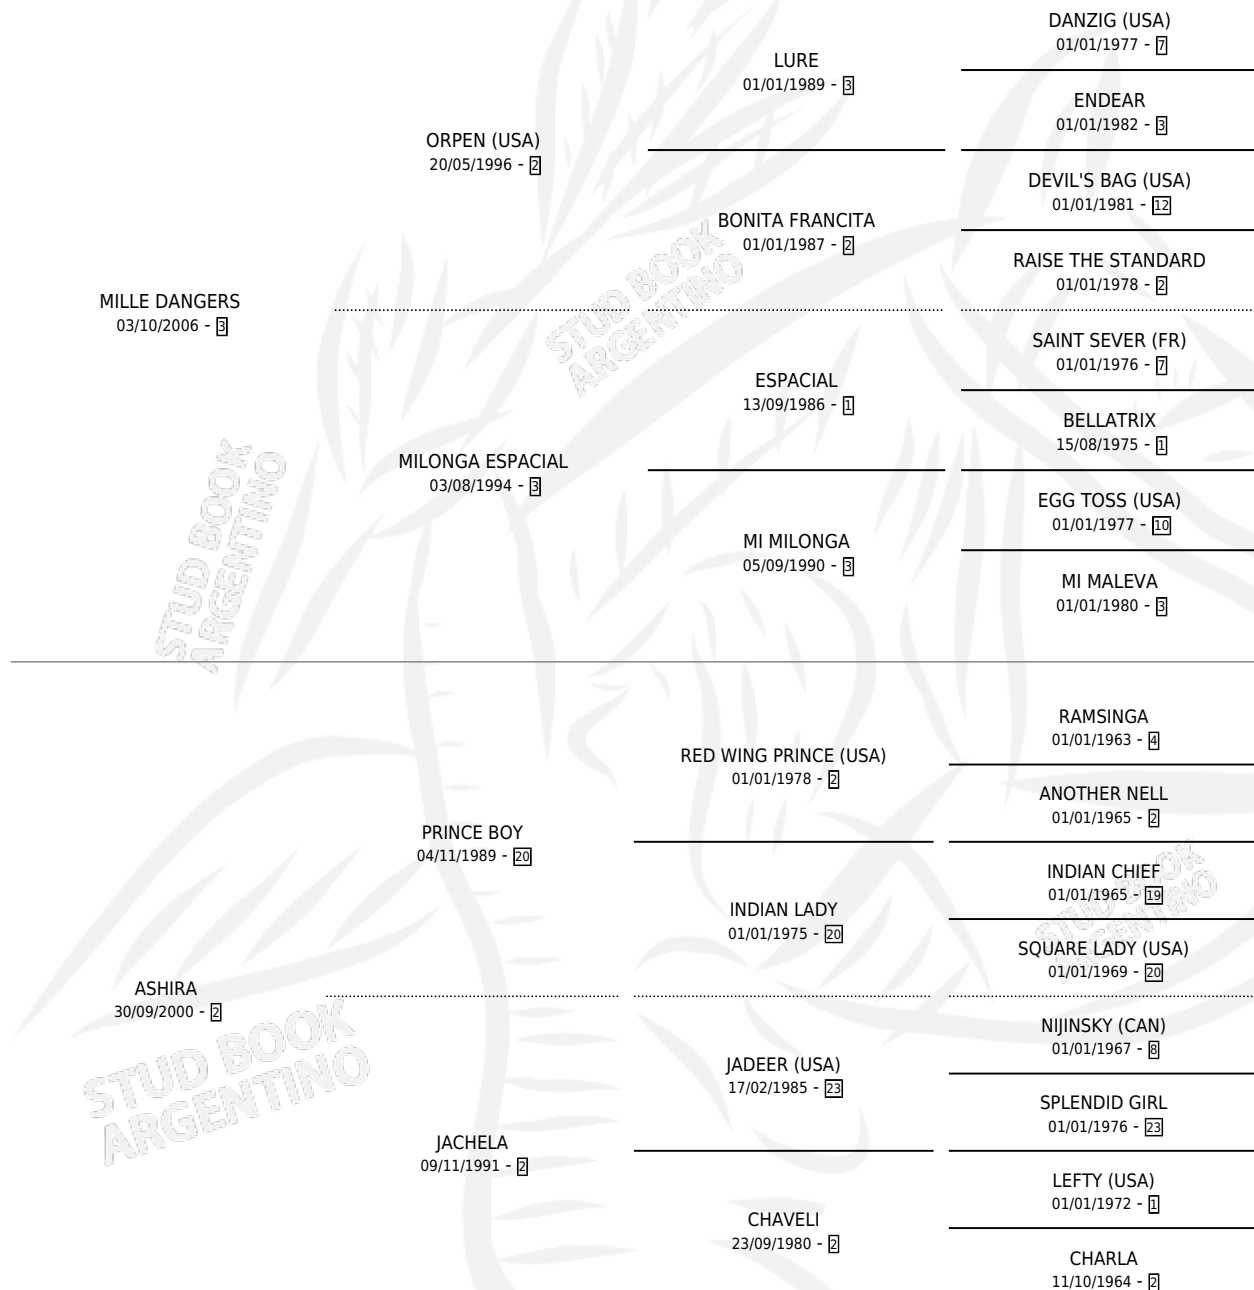 DANZIG (USA)
01/01/1977 - 7
LURE
01/01/1989 - 3
ENDEAR
01/01/1982 - 3
ORPEN (USA)
20/05/1996 - 2
DEVIL'S BAG (USA)
01/01/1981 - 12
BONITA FRANCITA
01/01/1987 - 2
RAISE THE STANDARD
01/01/1978 - 2
MILLE DANGERS
03/10/2006 - 3
STUD BOOK
ARGENTINO
SAINT SEVER (FR)
01/01/1976 - 7
ESPACIAL
13/09/1986 - 1
BELLATRIX
15/08/1975 - 1
MILONGA ESPACIAL
03/08/1994 - 3
EGG TOSS (USA)
01/01/1977 - 10
MI MILONGA
05/09/1990 - 3
MI MALEVA
01/01/1980 - 3
STUD BOOK
ARGENTINO
RAMSINGA
01/01/1963 - 4
RED WING PRINCE (USA)
01/01/1978 - 2
ANOTHER NELL
01/01/1965 - 2
PRINCE BOY
04/11/1989 - 20
INDIAN CHIEF
01/01/1965 - 19
INDIAN LADY
01/01/1975 - 20
SQUARE LADY (USA)
01/01/1969 - 20
STUD BOOK
ARGENTINO
ASHIRA
30/09/2000 - 2
NIJINSKY (CAN)
01/01/1967 - 8
JADEER (USA)
17/02/1985 - 23
SPLENDID GIRL
01/01/1976 - 23
STUD BOOK
ARGENTINO
JACHELA
09/11/1991 - 2
LEFTY (USA)
01/01/1972 - 1
CHAVELI
23/09/1980 - 2
CHARLA
11/10/1964 - 2